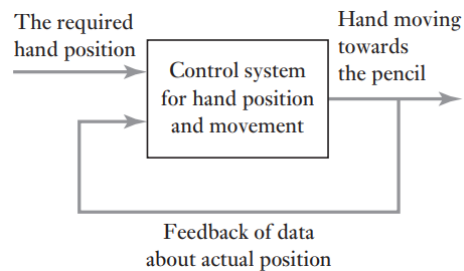 The required
hand position
Control system
for hand position
and movement
Hand moving
towards
the pencil
Feedback of data
about actual position